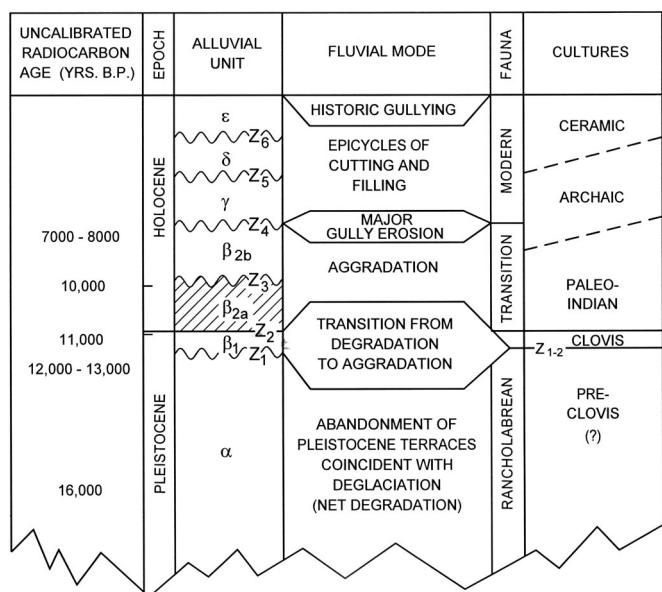 UNCALIBRATED
RADIOCARBON
AGE (YRS. B.P.)
EPOCH
ALLUVIAL
UNIT
FLUVIAL MODE
FAUNA
CULTURES
7000 - 8000
10,000
11,000
12,000 - 13,000
16,000
HOLOCENE
PLEISTOCENE
ε
Z6
δ
Z5
γ
Z4
β2b
Z3
β2a
Z2
β1
Z1
α
HISTORIC GULLYING
EPICYCLES OF
CUTTING AND
FILLING
MAJOR
GULLY EROSION
AGGRADATION
TRANSITION FROM
DEGRADATION
TO AGGRADATION
ABANDONMENT OF
PLEISTOCENE TERRACES
COINCIDENT WITH
DEGLACIATION
(NET DEGRADATION)
MODERN
TRANSITION
RANCHOLABREAN
CERAMIC
ARCHAIC
PALEO-
INDIAN
CLOVIS
Z1-2
PRE-
CLOVIS
(?)